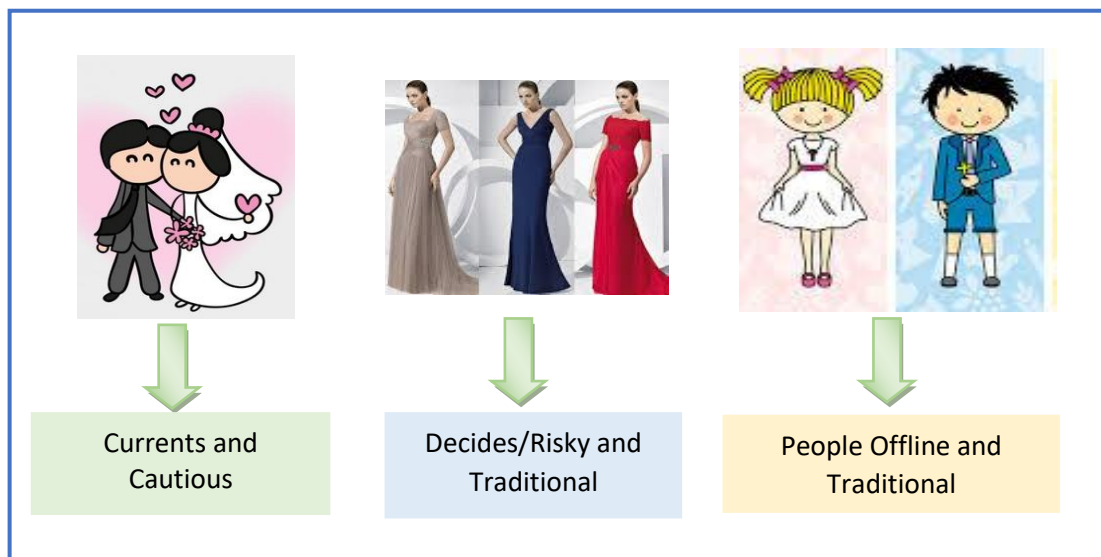 Currents and
Cautious
Decides/Risky and
Traditional
People Offline and
Traditional